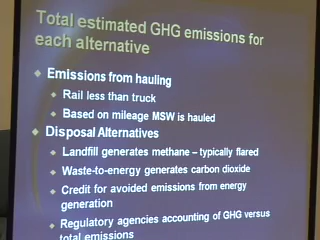 Total estimated GHG emissions for
each alternative
Emissions from hauling
Rail less than truck
Based on mileage MSW is hauled
Disposal Alternatives
Landfill generates methane – typically flared
Waste-to-energy generates carbon dioxide
Credit for avoided emissions from energy
generation
Regulatory agencies accounting of GHG versus
total emissions